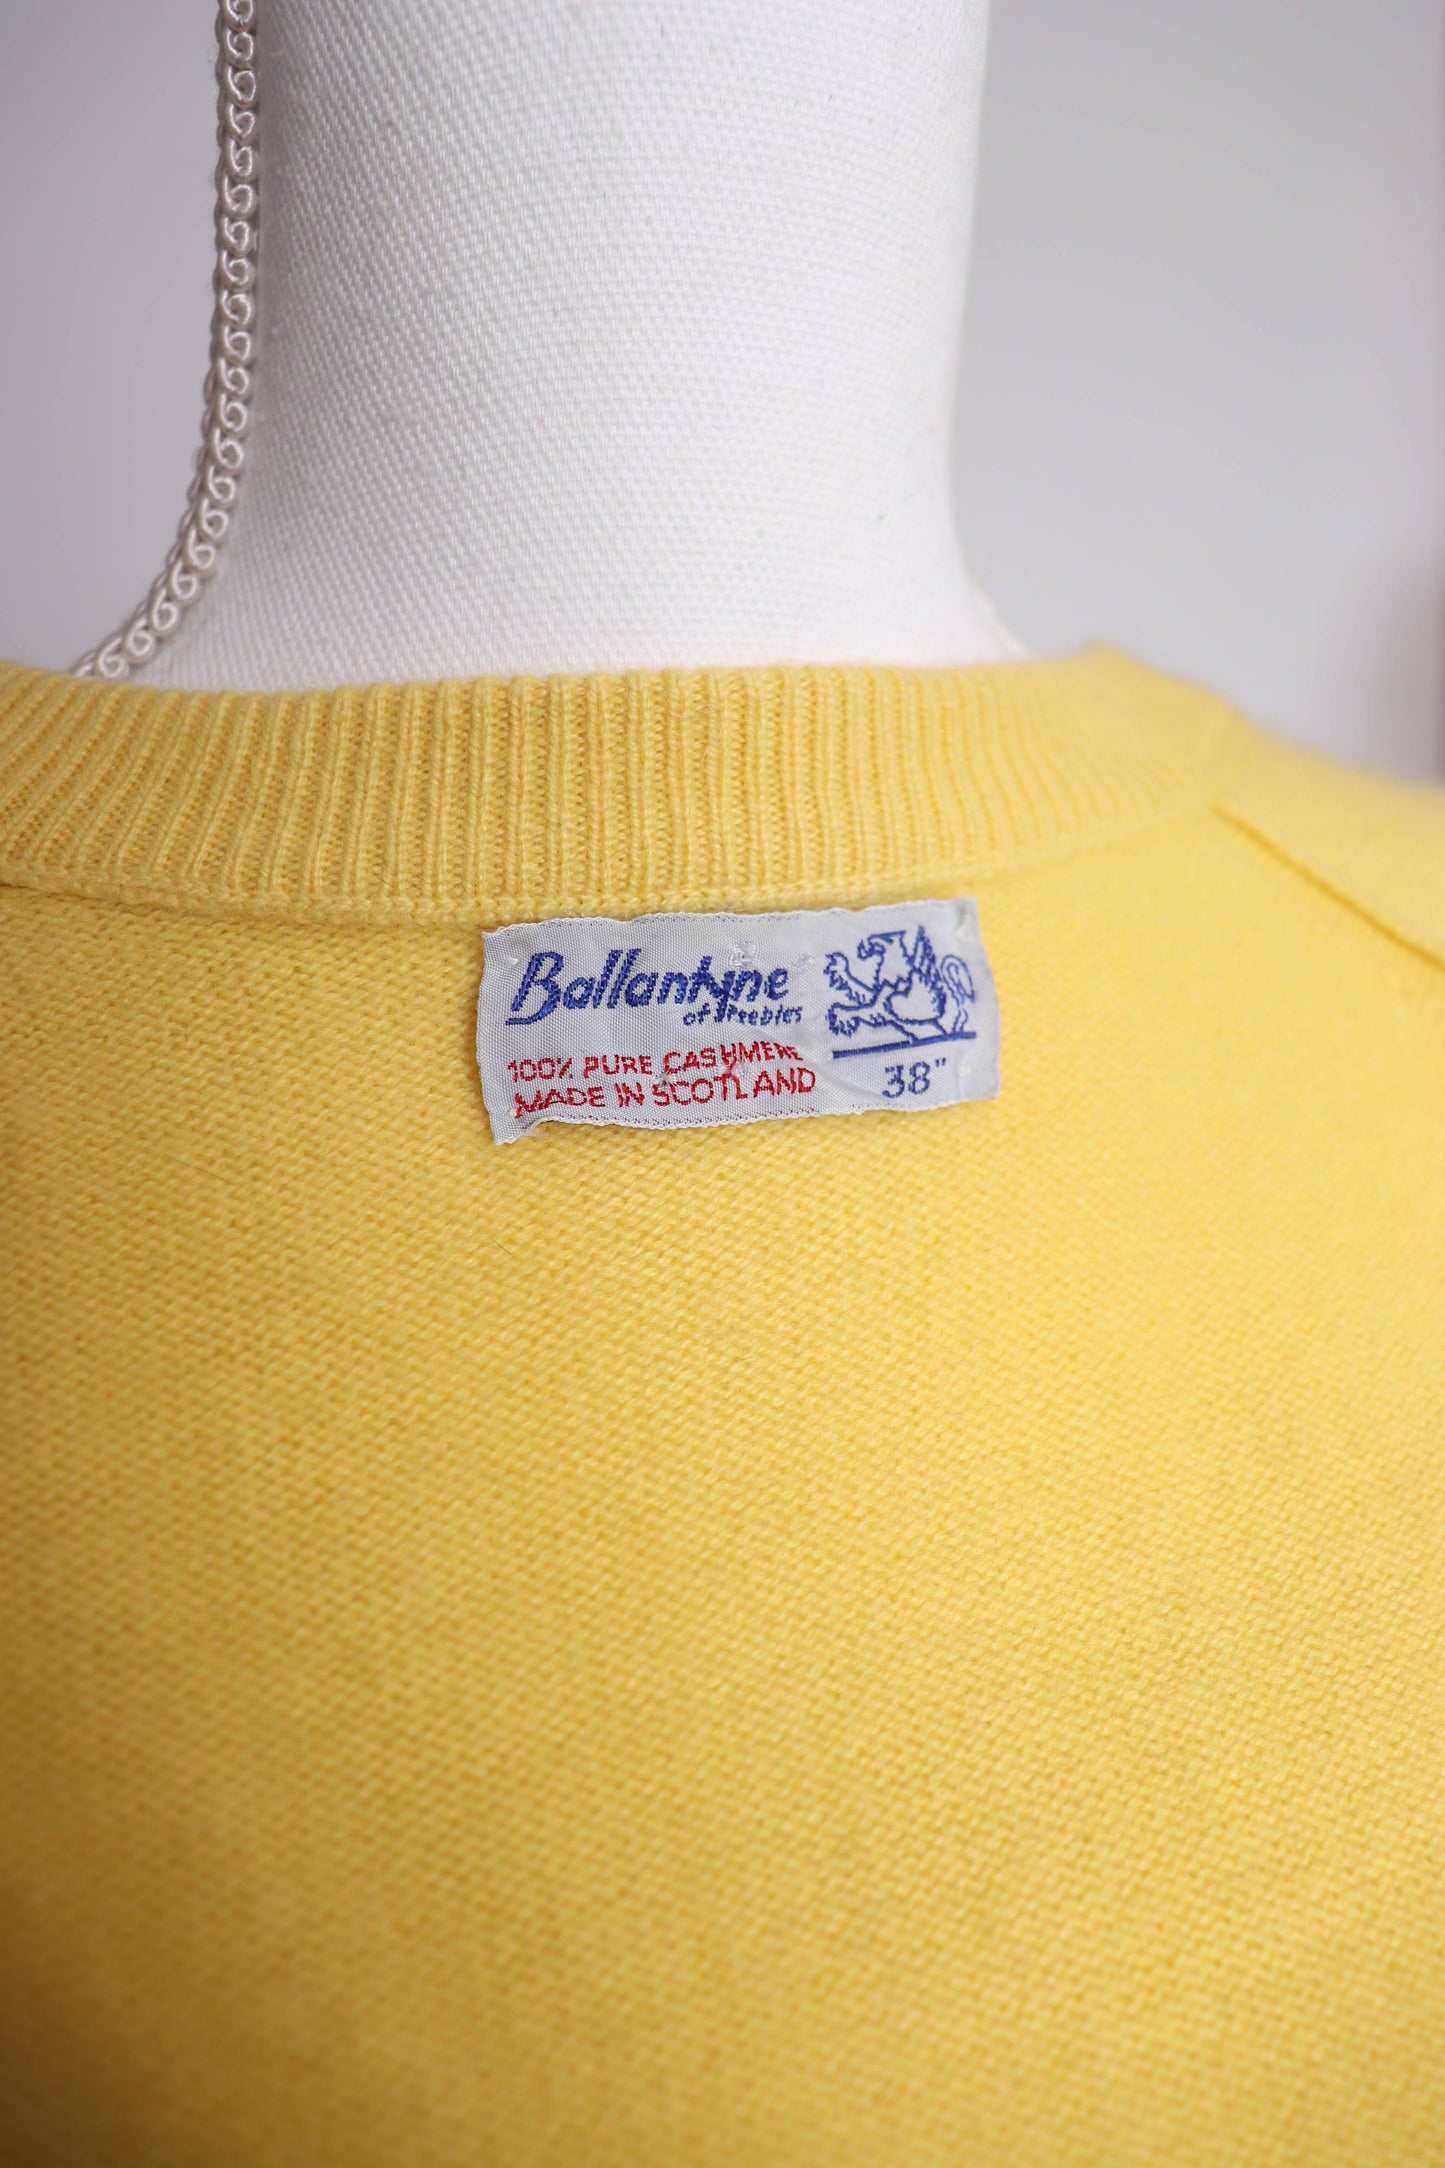 Ballantyne
of Peebles
100% PURE CASHMERE
MADE IN SCOTLAND
38"